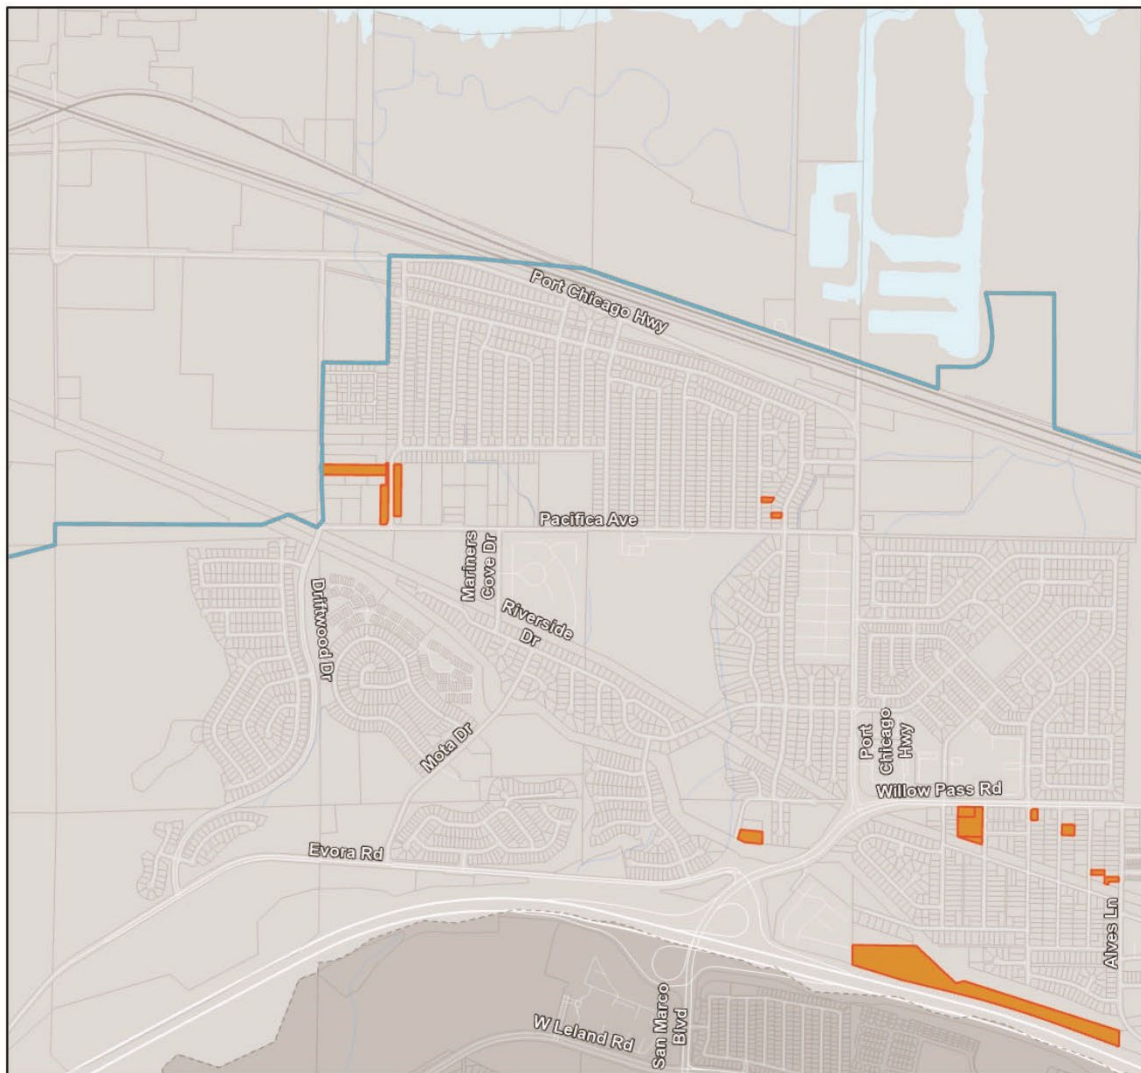 Port Chicago Hwy
Pacifica Ave
Mariners
Cove Dr
Riverside
Dr
Driftwood Dr
Mota Dr
Port
Chicago
Hwy
Willow Pass Rd
Evora Rd
Alves Ln
San Marco
Blvd
W Leland Rd